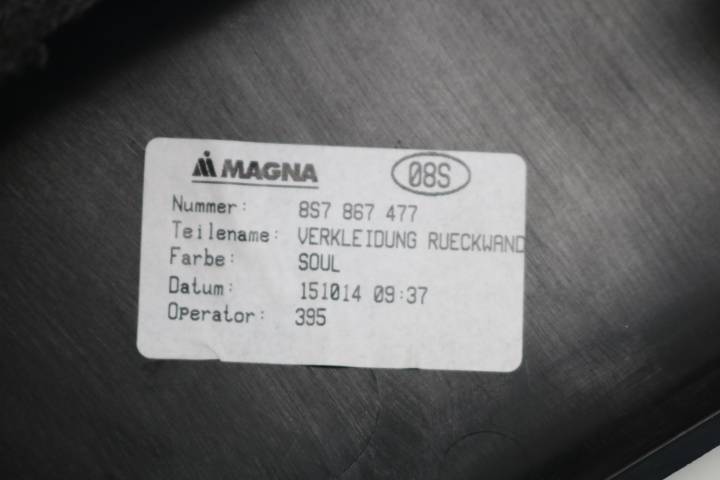 MAGNA 08S
Nummer: 8S7 867 477
Teilename: VERKLEIDUNG RUECKWAND
Farbe: SOUL
Datum: 151014 09:37
Operator: 395